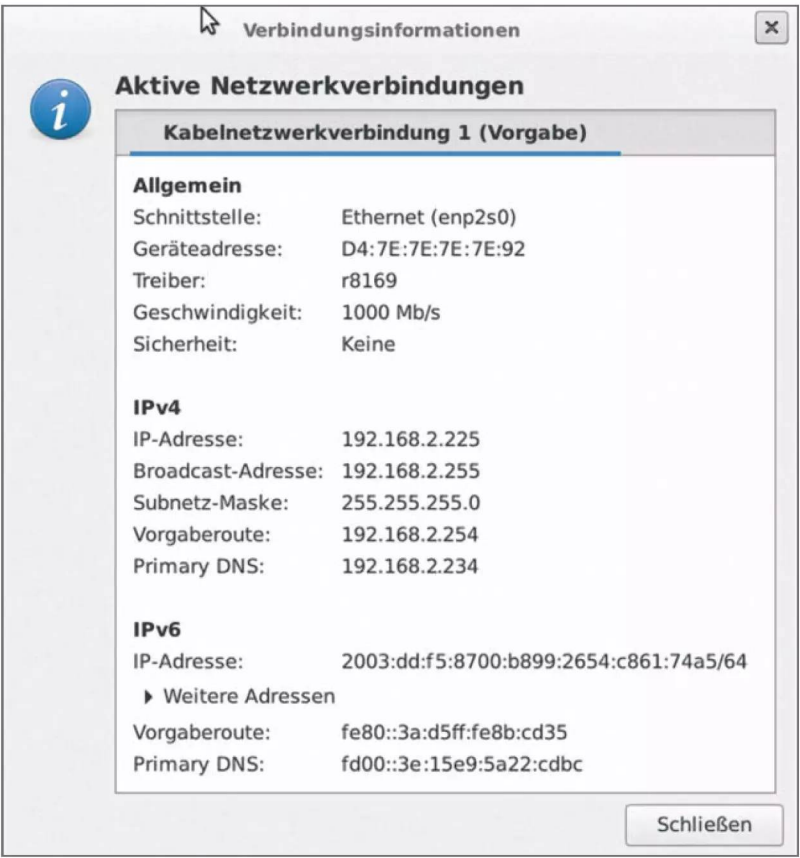 Verbindungsinformationen
Aktive Netzwerkverbindungen
Kabelnetzwerkverbindung 1 (Vorgabe)
Allgemein
Schnittstelle: Ethernet (enp2s0)
Geräteadresse: D4:7E:7E:7E:7E:92
Treiber: r8169
Geschwindigkeit: 1000 Mb/s
Sicherheit: Keine
IPv4
IP-Adresse: 192.168.2.225
Broadcast-Adresse: 192.168.2.255
Subnetz-Maske: 255.255.255.0
Vorgaberoute: 192.168.2.254
Primary DNS: 192.168.2.234
IPv6
IP-Adresse: 2003:dd:f5:8700:b899:2654:c861:74a5/64
Weitere Adressen
Vorgaberoute: fe80::3a:d5ff:fe8b:cd35
Primary DNS: fd00::3e:15e9:5a22:cdbc
Schließen